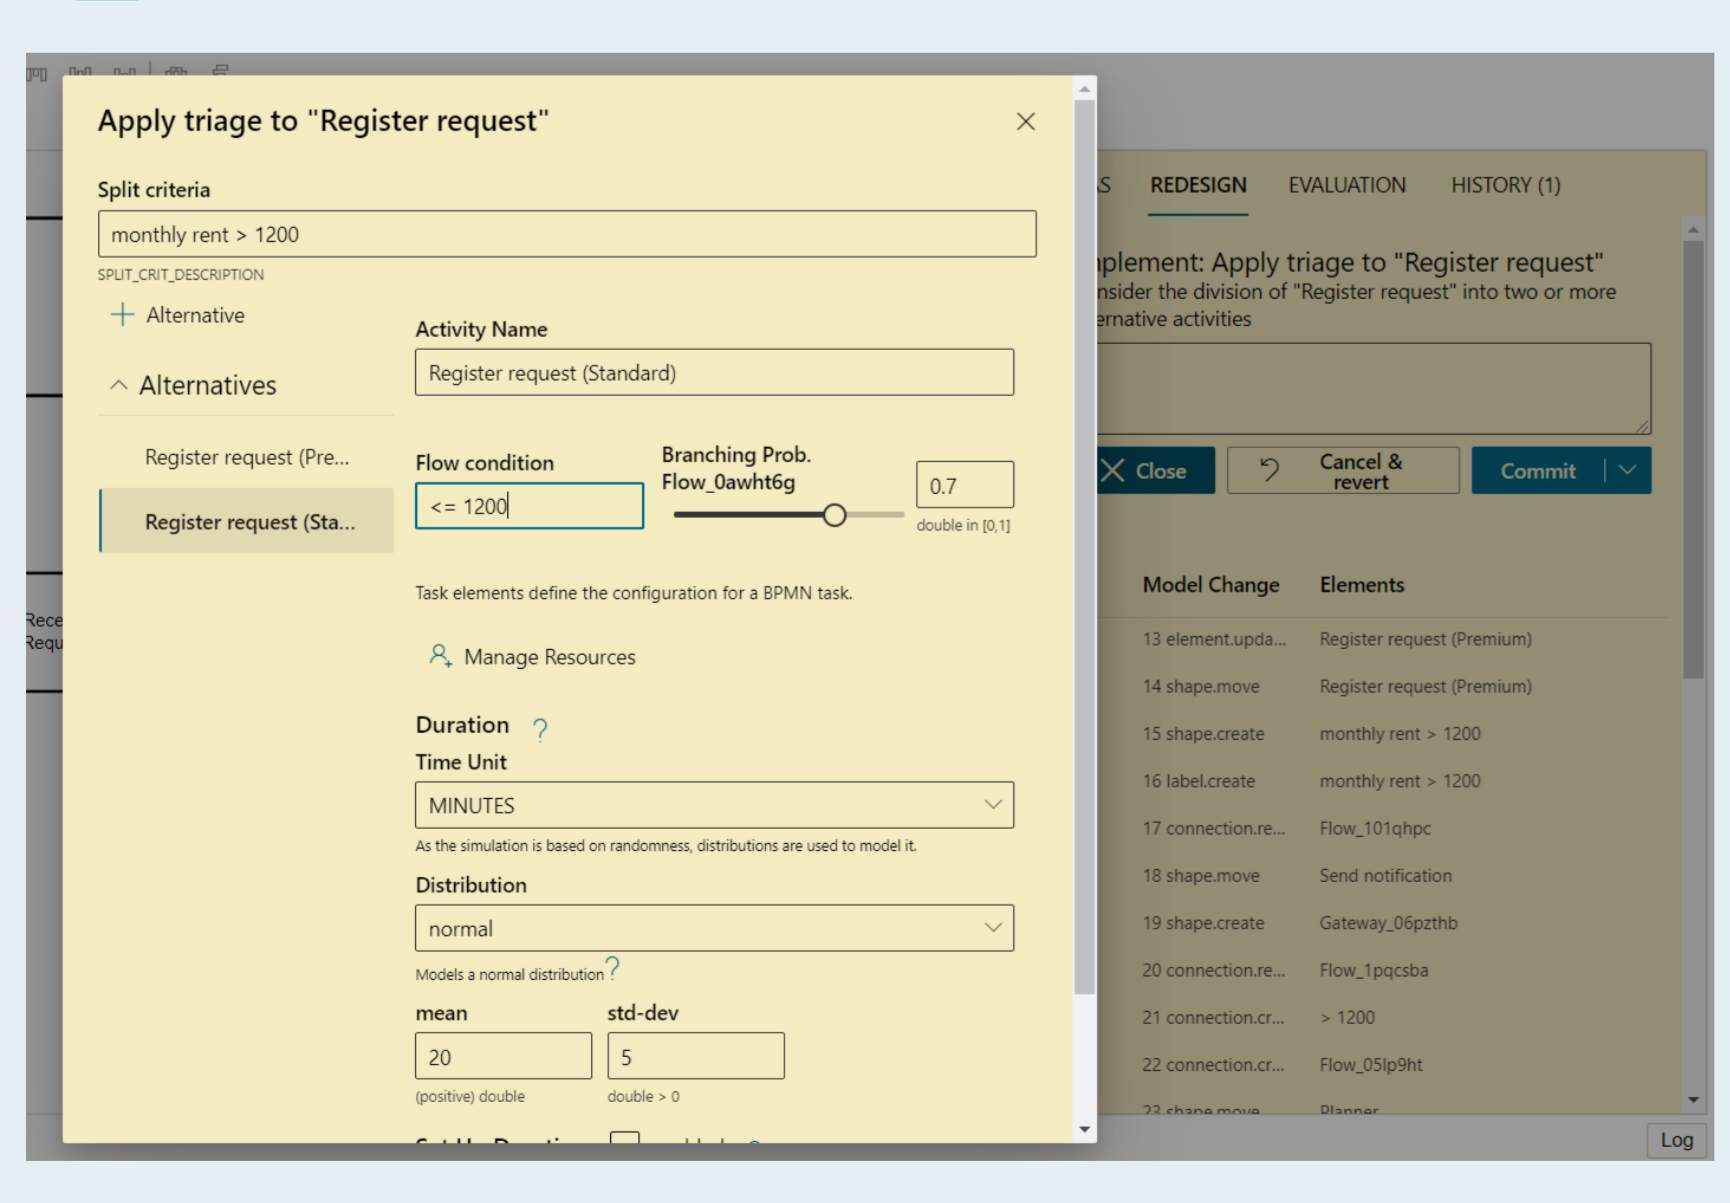 Apply triage to "Register request"
Split criteria
monthly rent > 1200
SPLIT_CRIT_DESCRIPTION
Alternative
Alternatives
Register request (Pre...
Register request (Sta...
Activity Name
Register request (Standard)
Flow condition
<= 1200
Branching Prob.
Flow_0awht6g
0.7
double in [0,1]
Task elements define the configuration for a BPMN task.
Manage Resources
Duration ?
Time Unit
MINUTES
As the simulation is based on randomness, distributions are used to model it.
Distribution
normal
Models a normal distribution ?
mean
20
(positive) double
std-dev
5
double > 0
Rece
Requ
AS REDESIGN EVALUATION HISTORY (1)
plement: Apply triage to "Register request"
nsider the division of "Register request" into two or more
ernative activities
Close
Cancel &
revert
Commit
Model Change Elements
13 element.upda... Register request (Premium)
14 shape.move Register request (Premium)
15 shape.create monthly rent > 1200
16 label.create monthly rent > 1200
17 connection.re... Flow_101qhpc
18 shape.move Send notification
19 shape.create Gateway_06pzthb
20 connection.re... Flow_1pqcsba
21 connection.cr... > 1200
22 connection.cr... Flow_05lp9ht
23 shape.move Planner
Log